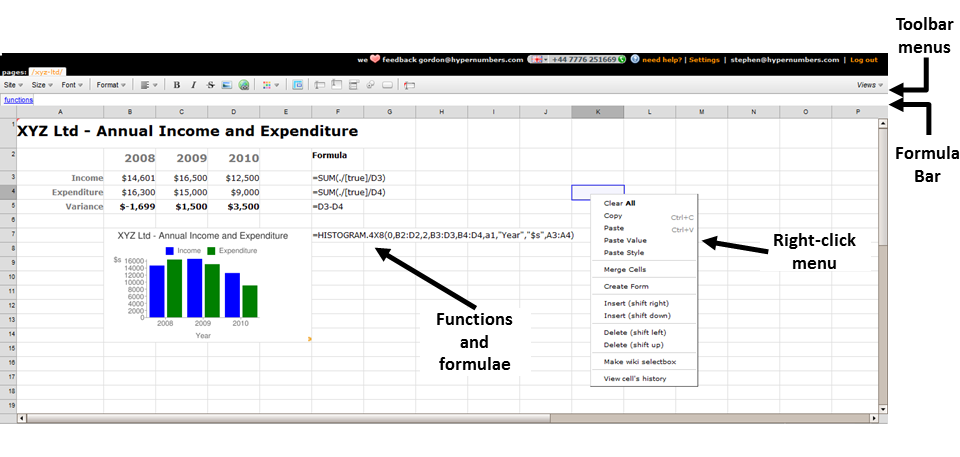 Toolbar
menus
we feedback gordon@hypernumbers.com +44 7776 251669 need help? | Settings | stephen@hypernumbers.com | Log out
pages: /xyz-ltd/
Site Size Font Format B I S Views
functions
A B C D E F G H I J K L M N O P
Formula
Bar
1 XYZ Ltd - Annual Income and Expenditure
2 2008 2009 2010 Formula
3 Income $14,601 $16,500 $12,500 =SUM(./[true]/D3)
4 Expenditure $16,300 $15,000 $9,000 =SUM(./[true]/D4)
5 Variance $-1,699 $1,500 $3,500 =D3-D4
6
7 =HISTOGRAM.4X8(0,B2:D2,2,B3:D3,B4:D4,a1,"Year","$s",A3:A4)
8
9
10
11
12
13
14
15
16
17
18
19
XYZ Ltd - Annual Income and Expenditure
Income Expenditure
$s 16000
14000
12000
10000
8000
6000
4000
2000
0
2008 2009 2010
Year
Functions
and
formulae
Clear All
Copy Ctrl+C
Paste Ctrl+V
Paste Value
Paste Style
Merge Cells
Create Form
Insert (shift right)
Insert (shift down)
Delete (shift left)
Delete (shift up)
Make wiki selectbox
View cell's history
Right-click
menu